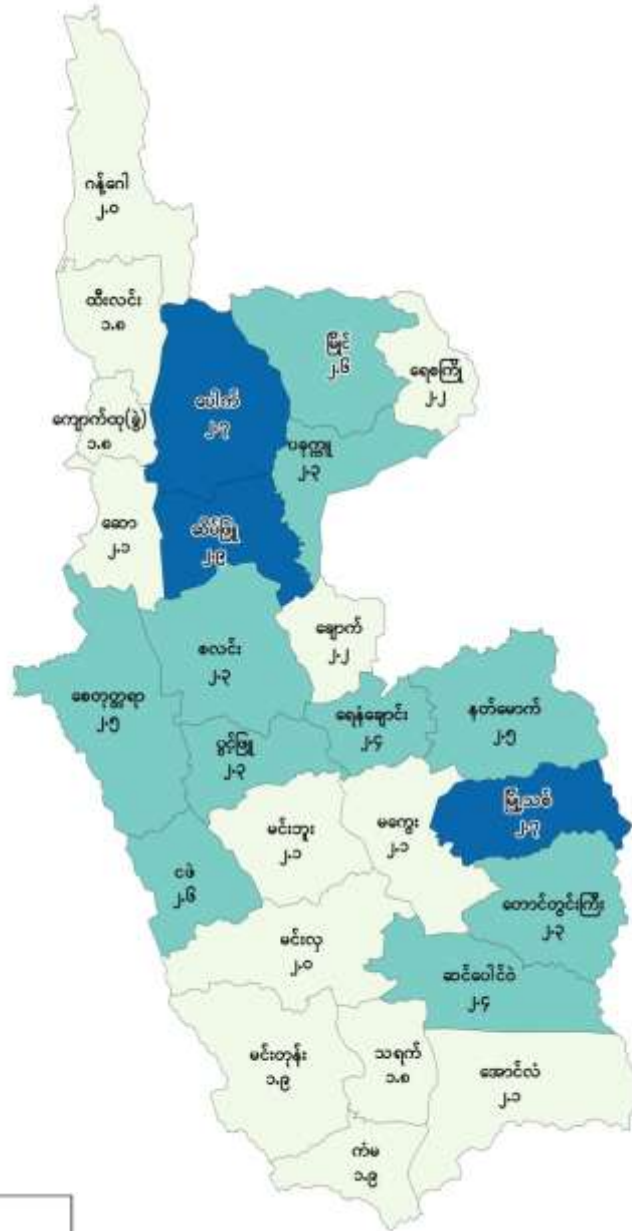 ဂန့်ဂေါ
၂.၀
ထီးလင်း
၁.၈
မြိုင်
၂.၆
ရေစကြို
၂.၂
ပေါက်
၂.၇
ကျောက်ထု(ခွဲ)
၁.၈
ပခုက္ကူ
၂.၃
ဆော
၂.၁
ဆိပ်ဖြူ
၂.၉
ချောက်
၂.၂
စလင်း
၂.၃
စေတုတ္တရာ
၂.၅
ရေနံချောင်း
၂.၄
နတ်မောက်
၂.၅
ပွင့်ဖြူ
၂.၃
မြို့သစ်
၂.၇
မင်းဘူး
၂.၁
မကွေး
၂.၁
ငဖဲ
၂.၆
တောင်တွင်းကြီး
၂.၃
မင်းလှ
၂.၀
ဆင်ပေါင်ဝဲ
၂.၄
မင်းတုန်း
၁.၉
သရက်
၁.၈
အောင်လံ
၂.၁
ကံမ
၁.၉